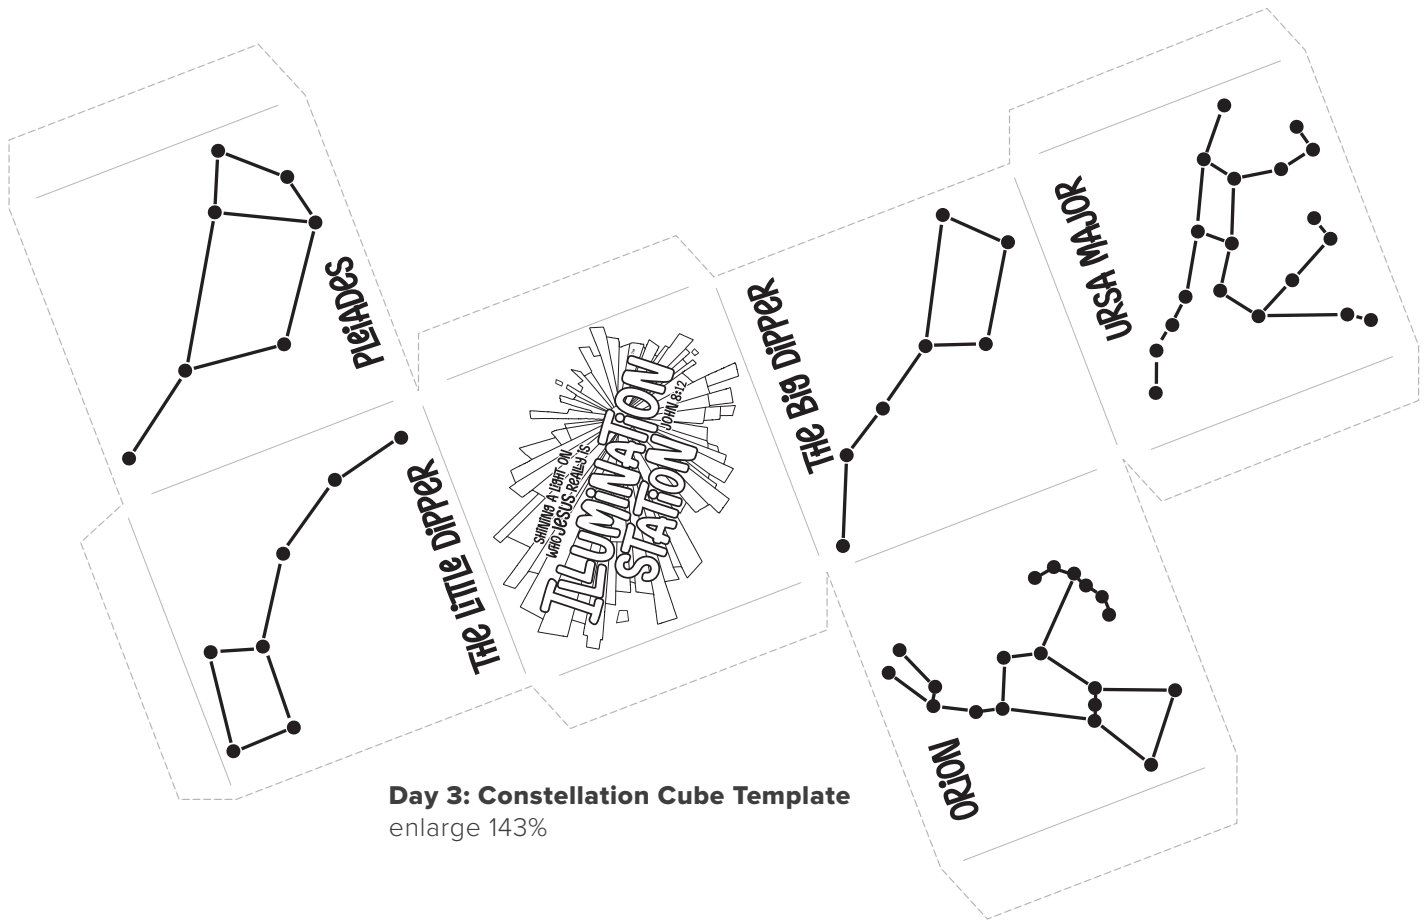 PLeiADeS
THe LiTTLe DiPPeR
SHINING A LIGHT ON
WHO JeSUS ReALLY IS
ILLUMiNATiON
STATiON
JOHN 8:12
THe BiG DiPPeR
URSA MAJOR
ORiON
Day 3: Constellation Cube Template
enlarge 143%